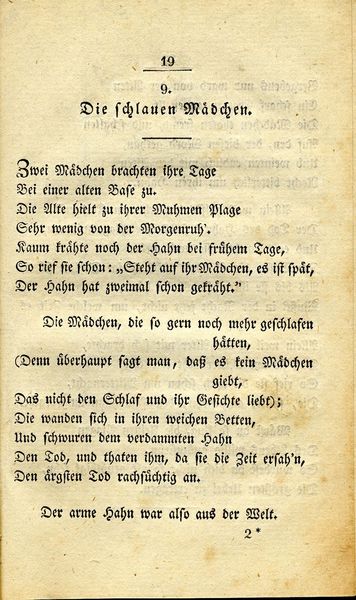 19
9.
Die schlauen Mädchen.
Zwei Mädchen brachten ihre Tage
Bei einer alten Base zu.
Die Alte hielt zu ihrer Muhmen Plage
Sehr wenig von der Morgenruh'.
Kaum krähte noch der Hahn bei frühem Tage,
So rief sie schon: „Steht auf ihr Mädchen, es ist spät,
Der Hahn hat zweimal schon gekräht.“
Die Mädchen, die so gern noch mehr geschlafen
hätten,
(Denn überhaupt sagt man, daß es kein Mädchen
giebt,
Das nicht den Schlaf und ihr Gesichte liebt);
Die wanden sich in ihren weichen Betten,
Und schwuren dem verdammten Hahn
Den Tod, und thaten ihm, da sie die Zeit ersah'n,
Den ärgsten Tod rachsüchtig an.
Der arme Hahn war also aus der Welt.
2*